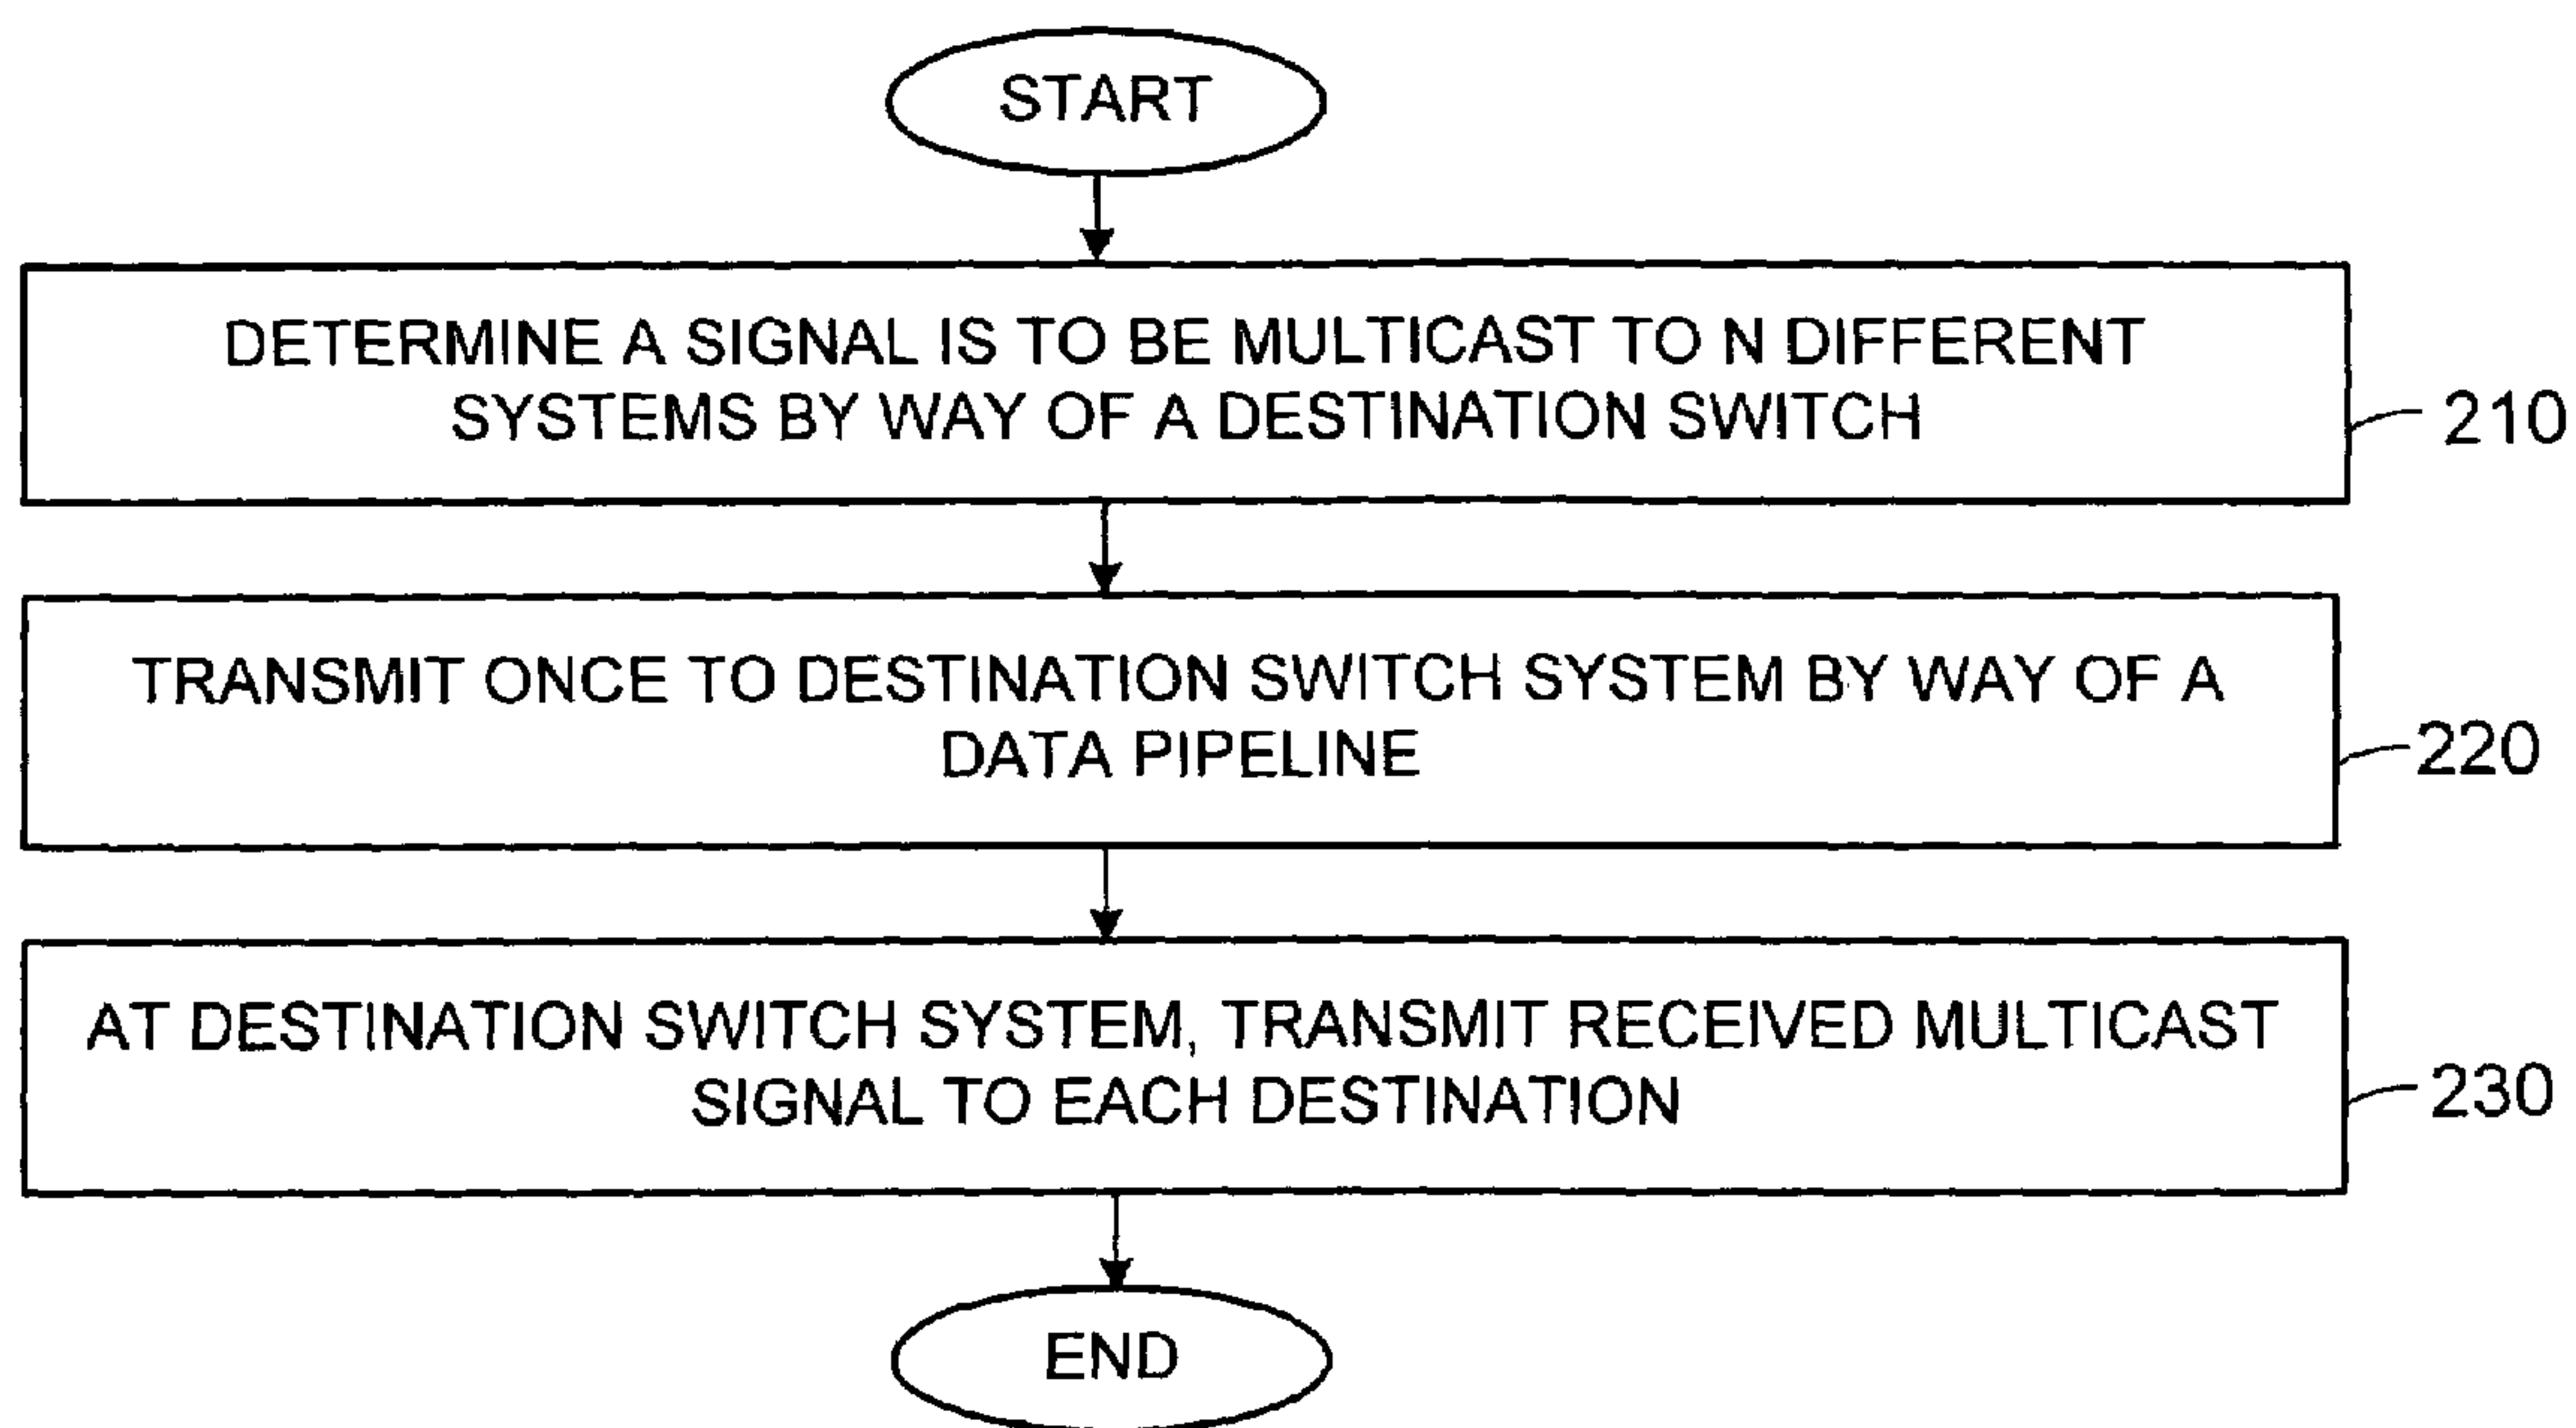 START
DETERMINE A SIGNAL IS TO BE MULTICAST TO N DIFFERENT
SYSTEMS BY WAY OF A DESTINATION SWITCH
210
TRANSMIT ONCE TO DESTINATION SWITCH SYSTEM BY WAY OF A
DATA PIPELINE
220
AT DESTINATION SWITCH SYSTEM, TRANSMIT RECEIVED MULTICAST
SIGNAL TO EACH DESTINATION
230
END